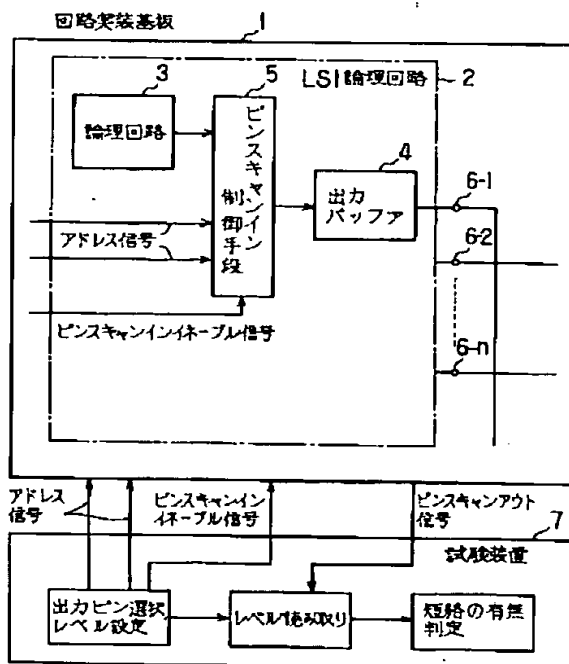 回路実装基板
1
LSI論理回路
2
3
論理回路
5
ピンスキャンイン
制御手段
4
出力
バッファ
6-1
6-2
6-n
アドレス信号
ピンスキャンインイネーブル信号
アドレス
信号
ピンスキャンイン
イネーブル信号
ピンスキャンアウト
信号
7
試験装置
出力ピン選択
レベル設定
レベル読み取り
短絡の有無
判定